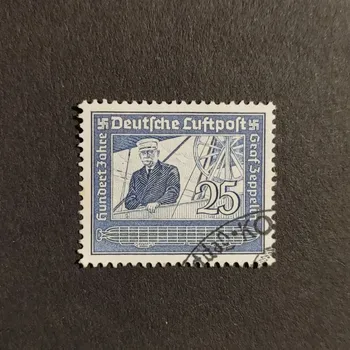 Deutsche Luftpost
Hundert Jahre
Graf Zeppelin
25